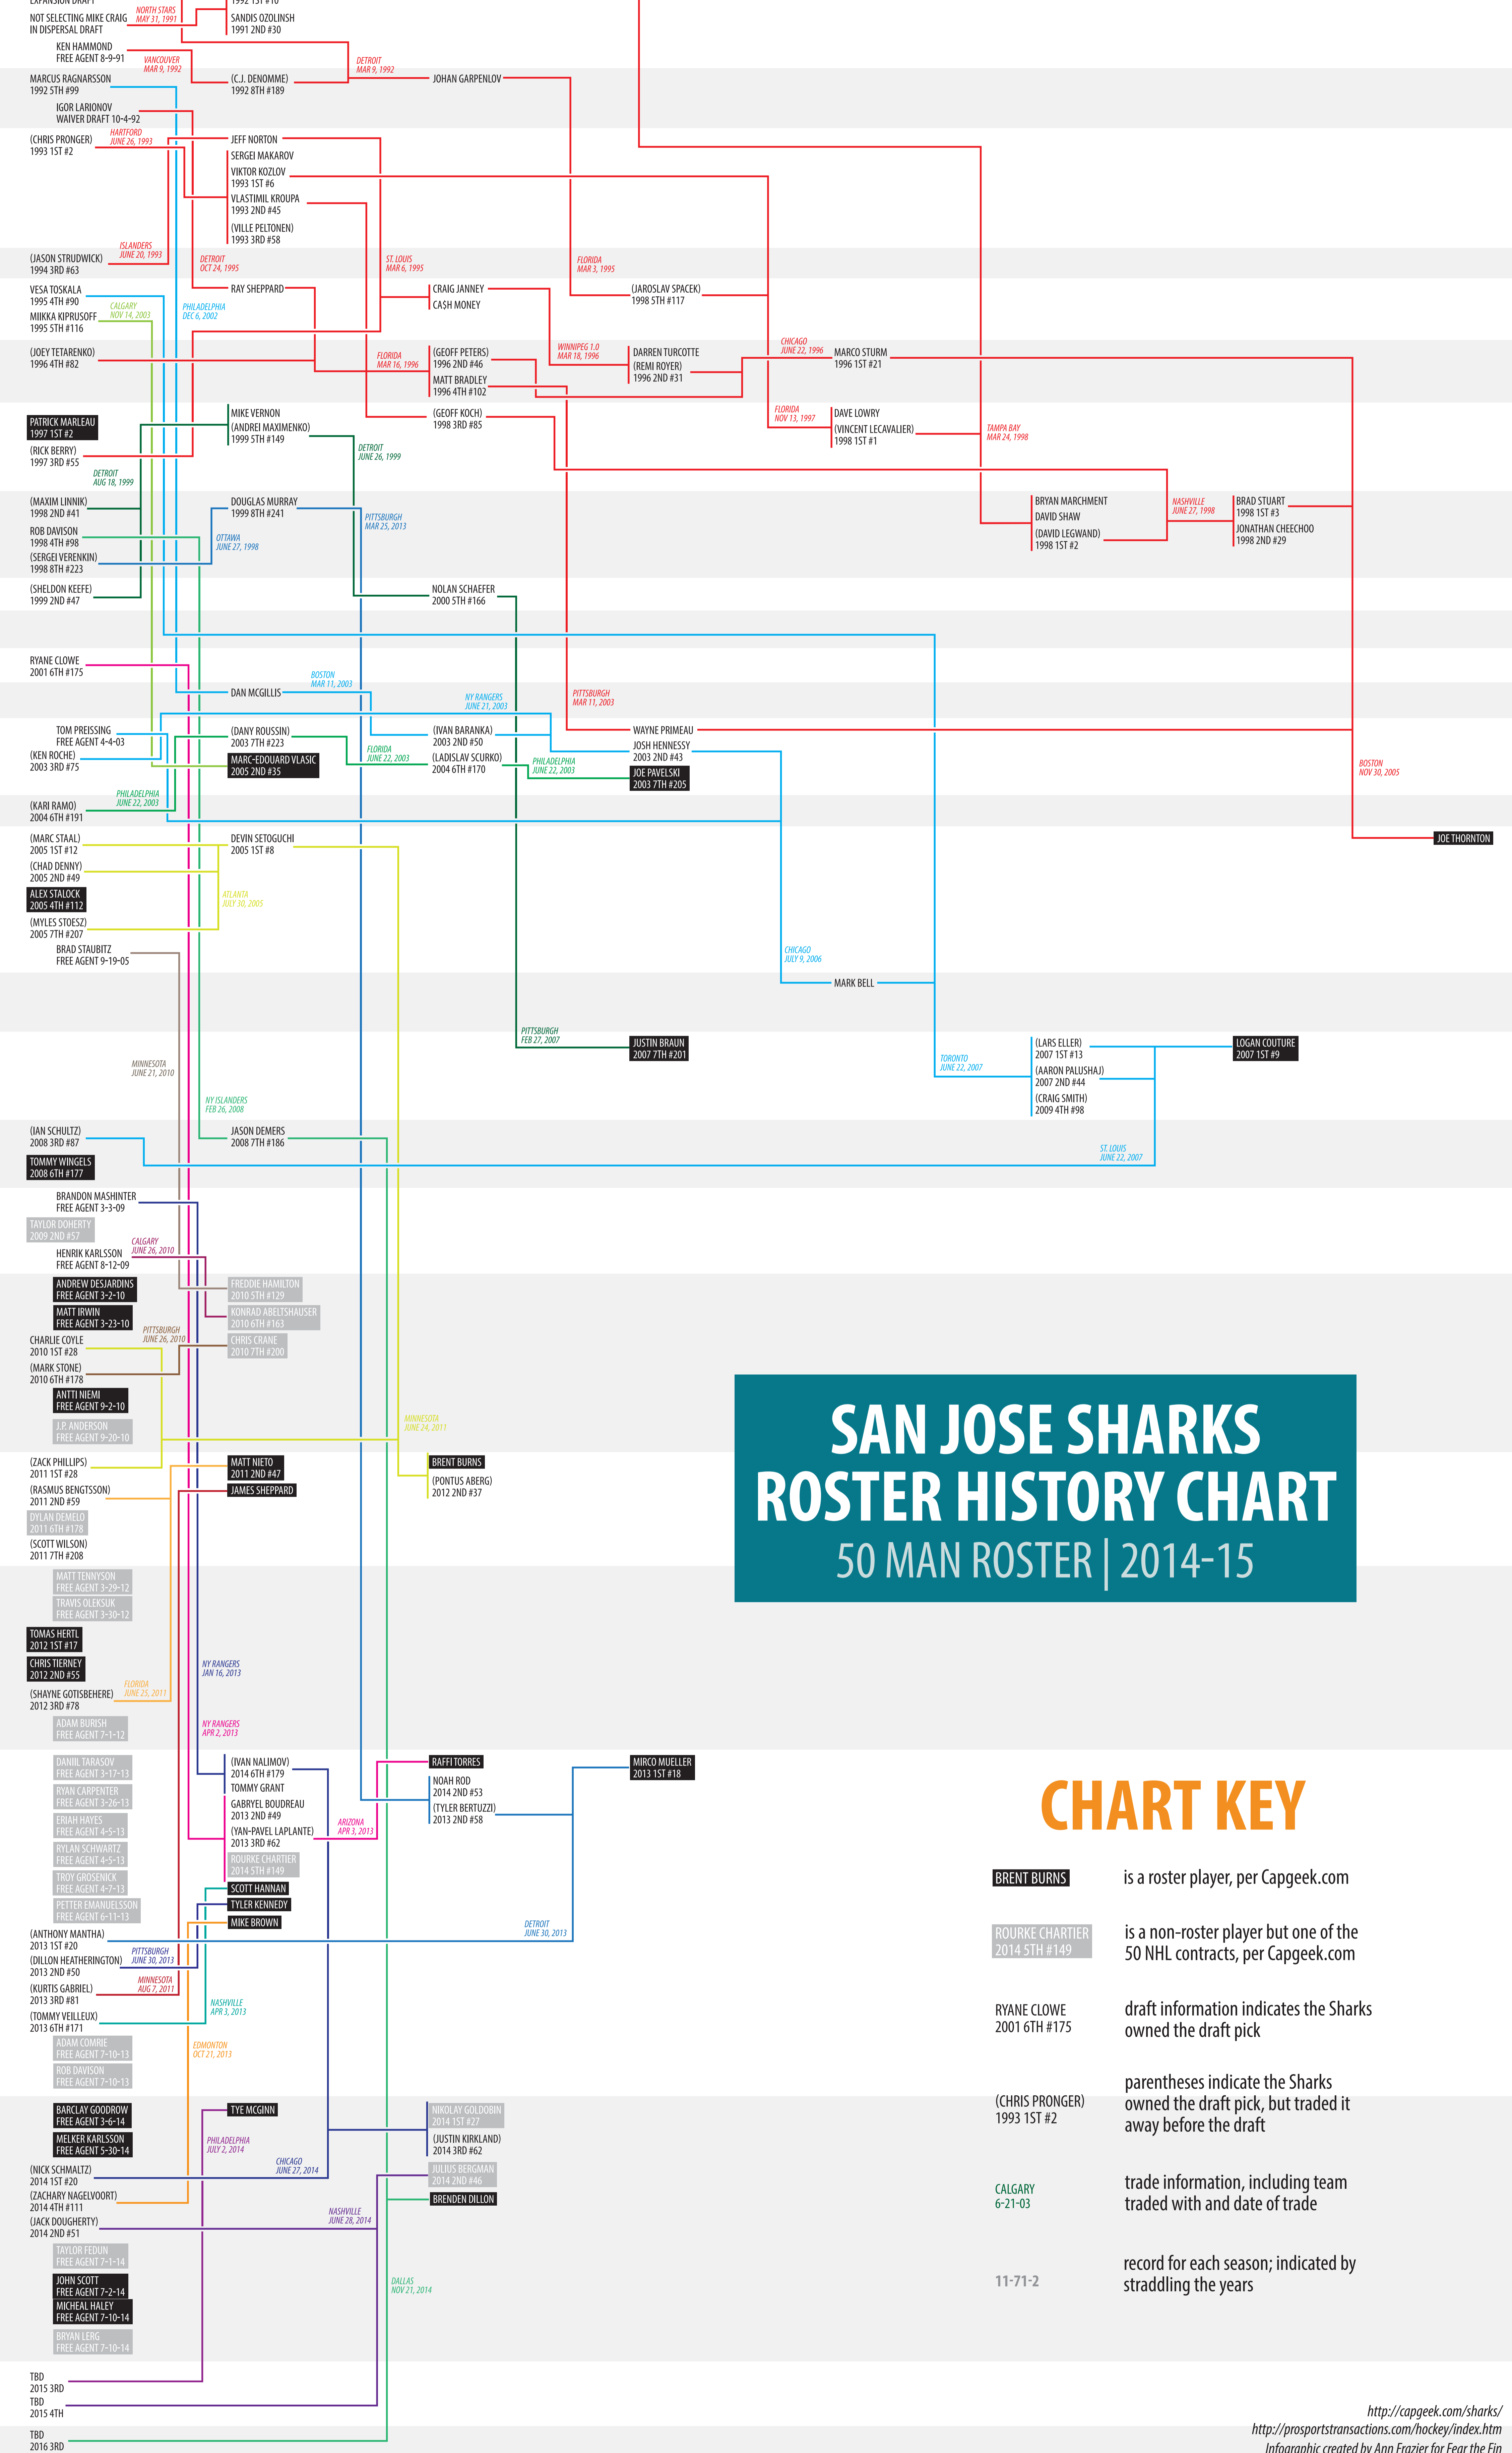 EXPANSION DRAFT
1992 1ST #10
NOT SELECTING MIKE CRAIG
IN DISPERSAL DRAFT
NORTH STARS
MAY 31, 1991
SANDIS OZOLINSH
1991 2ND #30
KEN HAMMOND
FREE AGENT 8-9-91
VANCOUVER
MAR 9, 1992
DETROIT
MAR 9, 1992
MARCUS RAGNARSSON
1992 5TH #99
(C.J. DENOMME)
1992 8TH #189
JOHAN GARPENLOV
IGOR LARIONOV
WAIVER DRAFT 10-4-92
(CHRIS PRONGER)
1993 1ST #2
HARTFORD
JUNE 26, 1993
JEFF NORTON
SERGEI MAKAROV
VIKTOR KOZLOV
1993 1ST #6
VLASTIMIL KROUPA
1993 2ND #45
(VILLE PELTONEN)
1993 3RD #58
ISLANDERS
JUNE 20, 1993
(JASON STRUDWICK)
1994 3RD #63
DETROIT
OCT 24, 1995
ST. LOUIS
MAR 6, 1995
FLORIDA
MAR 3, 1995
VESA TOSKALA
1995 4TH #90
RAY SHEPPARD
CRAIG JANNEY
CA$H MONEY
(JAROSLAV SPACEK)
1998 5TH #117
MIIKKA KIPRUSOFF
1995 5TH #116
CALGARY
NOV 14, 2003
PHILADELPHIA
DEC 6, 2002
(JOEY TETARENKO)
1996 4TH #82
FLORIDA
MAR 16, 1996
(GEOFF PETERS)
1996 2ND #46
MATT BRADLEY
1996 4TH #102
WINNIPEG 1.0
MAR 18, 1996
DARREN TURCOTTE
(REMI ROYER)
1996 2ND #31
CHICAGO
JUNE 22, 1996
MARCO STURM
1996 1ST #21
PATRICK MARLEAU
1997 1ST #2
MIKE VERNON
(ANDREI MAXIMENKO)
1999 5TH #149
(GEOFF KOCH)
1998 3RD #85
FLORIDA
NOV 13, 1997
DAVE LOWRY
(VINCENT LECAVALIER)
1998 1ST #1
TAMPA BAY
MAR 24, 1998
(RICK BERRY)
1997 3RD #55
DETROIT
AUG 18, 1999
DETROIT
JUNE 26, 1999
(MAXIM LINNIK)
1998 2ND #41
DOUGLAS MURRAY
1999 8TH #241
PITTSBURGH
MAR 25, 2013
BRYAN MARCHMENT
DAVID SHAW
(DAVID LEGWAND)
1998 1ST #2
NASHVILLE
JUNE 27, 1998
BRAD STUART
1998 1ST #3
JONATHAN CHEECHOO
1998 2ND #29
ROB DAVISON
1998 4TH #98
OTTAWA
JUNE 27, 1998
(SERGEI VERENKIN)
1998 8TH #223
(SHELDON KEEFE)
1999 2ND #47
NOLAN SCHAEFER
2000 5TH #166
RYANE CLOWE
2001 6TH #175
DAN MCGILLIS
BOSTON
MAR 11, 2003
NY RANGERS
JUNE 21, 2003
PITTSBURGH
MAR 11, 2003
TOM PREISSING
FREE AGENT 4-4-03
(DANY ROUSSIN)
2003 7TH #223
(IVAN BARANKA)
2003 2ND #50
WAYNE PRIMEAU
JOSH HENNESSY
2003 2ND #43
(KEN ROCHE)
2003 3RD #75
MARC-EDOUARD VLASIC
2005 2ND #35
FLORIDA
JUNE 22, 2003
(LADISLAV SCURKO)
2004 6TH #170
PHILADELPHIA
JUNE 22, 2003
JOE PAVELSKI
2003 7TH #205
BOSTON
NOV 30, 2005
PHILADELPHIA
JUNE 22, 2003
(KARI RAMO)
2004 6TH #191
(MARC STAAL)
2005 1ST #12
DEVIN SETOGUCHI
2005 1ST #8
JOE THORNTON
(CHAD DENNY)
2005 2ND #49
ALEX STALOCK
2005 4TH #112
ATLANTA
JULY 30, 2005
(MYLES STOESZ)
2005 7TH #207
BRAD STAUBITZ
FREE AGENT 9-19-05
CHICAGO
JULY 9, 2006
MARK BELL
PITTSBURGH
FEB 27, 2007
JUSTIN BRAUN
2007 7TH #201
MINNESOTA
JUNE 21, 2010
TORONTO
JUNE 22, 2007
(LARS ELLER)
2007 1ST #13
(AARON PALUSHAJ)
2007 2ND #44
(CRAIG SMITH)
2009 4TH #98
LOGAN COUTURE
2007 1ST #9
NY ISLANDERS
FEB 26, 2008
(IAN SCHULTZ)
2008 3RD #87
JASON DEMERS
2008 7TH #186
ST. LOUIS
JUNE 22, 2007
TOMMY WINGELS
2008 6TH #177
BRANDON MASHINTER
FREE AGENT 3-3-09
TAYLOR DOHERTY
2009 2ND #57
CALGARY
JUNE 26, 2010
HENRIK KARLSSON
FREE AGENT 8-12-09
ANDREW DESJARDINS
FREE AGENT 3-2-10
FREDDIE HAMILTON
2010 5TH #129
MATT IRWIN
FREE AGENT 3-23-10
KONRAD ABELTSHAUSER
2010 6TH #163
CHARLIE COYLE
2010 1ST #28
PITTSBURGH
JUNE 26, 2010
CHRIS CRANE
2010 7TH #200
(MARK STONE)
2010 6TH #178
ANTTI NIEMI
FREE AGENT 9-2-10
J.P. ANDERSON
FREE AGENT 9-20-10
MINNESOTA
JUNE 24, 2011
SAN JOSE SHARKS
ROSTER HISTORY CHART
50 MAN ROSTER | 2014-15
(ZACK PHILLIPS)
2011 1ST #28
MATT NIETO
2011 2ND #47
BRENT BURNS
(PONTUS ABERG)
2012 2ND #37
(RASMUS BENGTSSON)
2011 2ND #59
JAMES SHEPPARD
DYLAN DEMELO
2011 6TH #178
(SCOTT WILSON)
2011 7TH #208
MATT TENNYSON
FREE AGENT 3-29-12
TRAVIS OLEKSUK
FREE AGENT 3-30-12
TOMAS HERTL
2012 1ST #17
CHRIS TIERNEY
2012 2ND #55
NY RANGERS
JAN 16, 2013
FLORIDA
JUNE 25, 2011
(SHAYNE GOTISBEHERE)
2012 3RD #78
ADAM BURISH
FREE AGENT 7-1-12
NY RANGERS
APR 2, 2013
DANIIL TARASOV
FREE AGENT 3-17-13
(IVAN NALIMOV)
2014 6TH #179
TOMMY GRANT
RAFFI TORRES
MIRCO MUELLER
2013 1ST #18
RYAN CARPENTER
FREE AGENT 3-26-13
GABRYEL BOUDREAU
2013 2ND #49
NOAH ROD
2014 2ND #53
(TYLER BERTUZZI)
2013 2ND #58
ERIAH HAYES
FREE AGENT 4-5-13
(YAN-PAVEL LAPLANTE)
2013 3RD #62
ARIZONA
APR 3, 2013
RYLAN SCHWARTZ
FREE AGENT 4-5-13
ROURKE CHARTIER
2014 5TH #149
TROY GROSENICK
FREE AGENT 4-7-13
SCOTT HANNAN
PETTER EMANUELSSON
FREE AGENT 6-11-13
TYLER KENNEDY
MIKE BROWN
(ANTHONY MANTHA)
2013 1ST #20
DETROIT
JUNE 30, 2013
(DILLON HEATHERINGTON)
2013 2ND #50
PITTSBURGH
JUNE 30, 2013
(KURTIS GABRIEL)
2013 3RD #81
MINNESOTA
AUG 7, 2011
(TOMMY VEILLEUX)
2013 6TH #171
NASHVILLE
APR 3, 2013
ADAM COMRIE
FREE AGENT 7-10-13
EDMONTON
OCT 21, 2013
ROB DAVISON
FREE AGENT 7-10-13
BARCLAY GOODROW
FREE AGENT 3-6-14
TYE MCGINN
NIKOLAY GOLDOBIN
2014 1ST #27
MELKER KARLSSON
FREE AGENT 5-30-14
PHILADELPHIA
JULY 2, 2014
(JUSTIN KIRKLAND)
2014 3RD #62
(NICK SCHMALTZ)
2014 1ST #20
CHICAGO
JUNE 27, 2014
JULIUS BERGMAN
2014 2ND #46
(ZACHARY NAGELVOORT)
2014 4TH #111
BRENDEN DILLON
(JACK DOUGHERTY)
2014 2ND #51
NASHVILLE
JUNE 28, 2014
TAYLOR FEDUN
FREE AGENT 7-1-14
JOHN SCOTT
FREE AGENT 7-2-14
DALLAS
NOV 21, 2014
MICHEAL HALEY
FREE AGENT 7-10-14
BRYAN LERG
FREE AGENT 7-10-14
TBD
2015 3RD
TBD
2015 4TH
TBD
2016 3RD
CHART KEY
BRENT BURNS
is a roster player, per Capgeek.com
ROURKE CHARTIER
2014 5TH #149
is a non-roster player but one of the
50 NHL contracts, per Capgeek.com
RYANE CLOWE
2001 6TH #175
draft information indicates the Sharks
owned the draft pick
(CHRIS PRONGER)
1993 1ST #2
parentheses indicate the Sharks
owned the draft pick, but traded it
away before the draft
CALGARY
6-21-03
trade information, including team
traded with and date of trade
11-71-2
record for each season; indicated by
straddling the years
http://capgeek.com/sharks/
http://prosportstransactions.com/hockey/index.htm
Infographic created by Ann Frazier for Fear the Fin